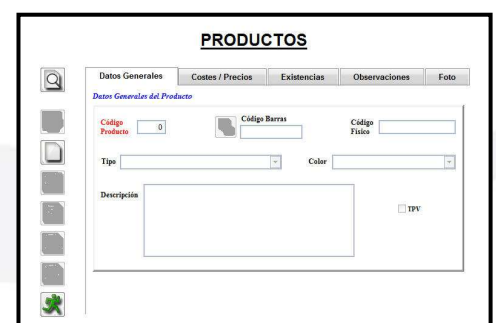 PRODUCTOS
Datos Generales Costes / Precios Existencias Observaciones Foto
Datos Generales del Producto
Código Producto 0 Código Barras Código Físico
Tipo Color
Descripción TPV